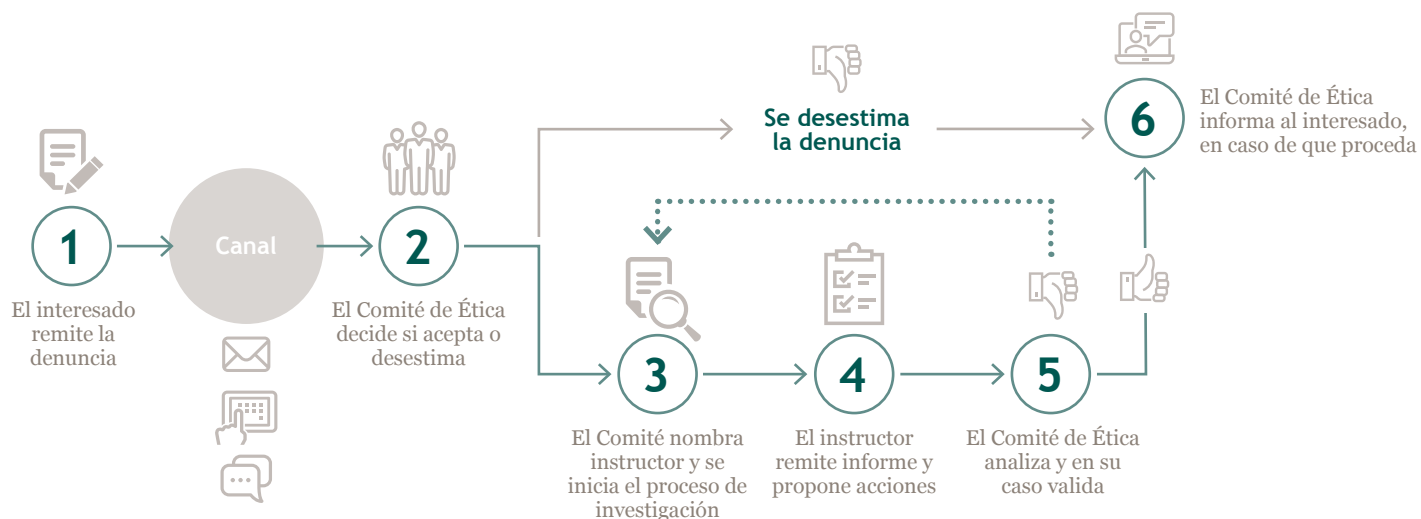 1
El interesado
remite la
denuncia
Canal
2
El Comité de Ética
decide si acepta o
desestima
Se desestima
la denuncia
3
El Comité nombra
instructor y se
inicia el proceso de
investigación
4
El instructor
remite informe y
propone acciones
5
El Comité de Ética
analiza y en su
caso valida
6
El Comité de Ética
informa al interesado,
en caso de que proceda